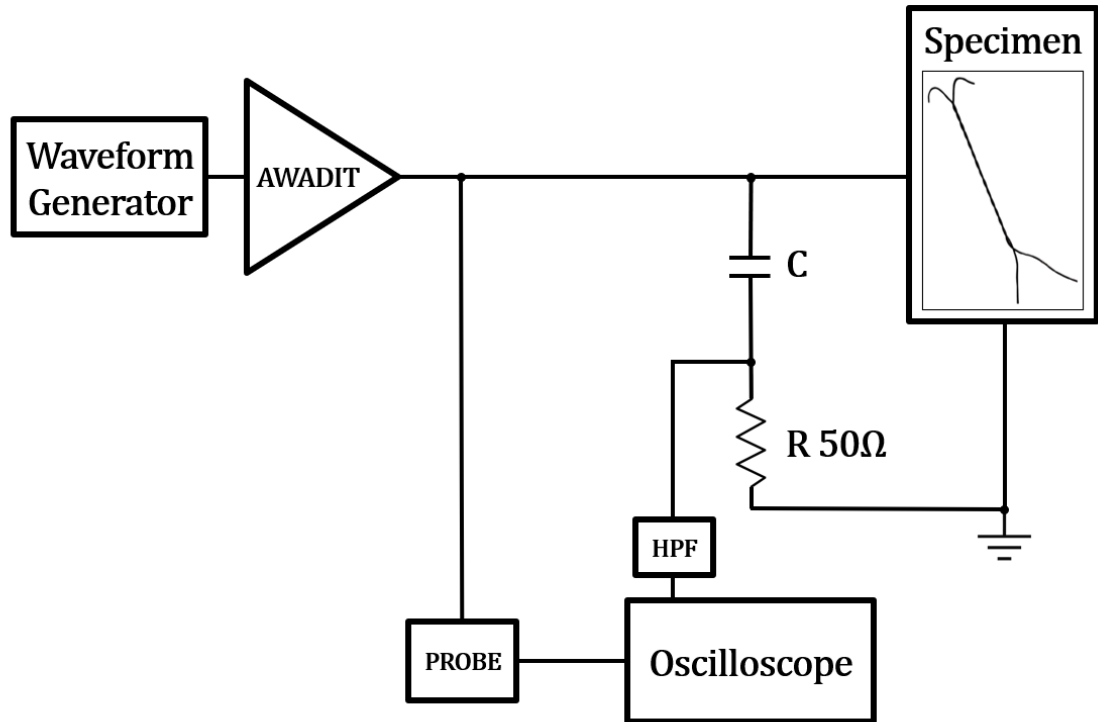 Specimen
Waveform
Generator
AWADIT
C
R 50Ω
HPF
PROBE
Oscilloscope